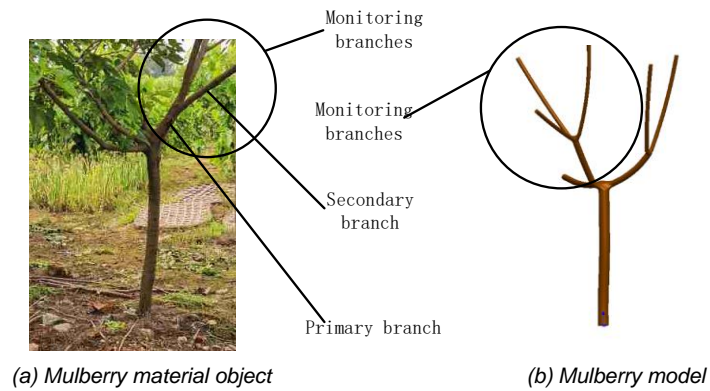 Monitoring
branches
Monitoring
branches
Secondary
branch
Primary branch
(a) Mulberry material object
(b) Mulberry model